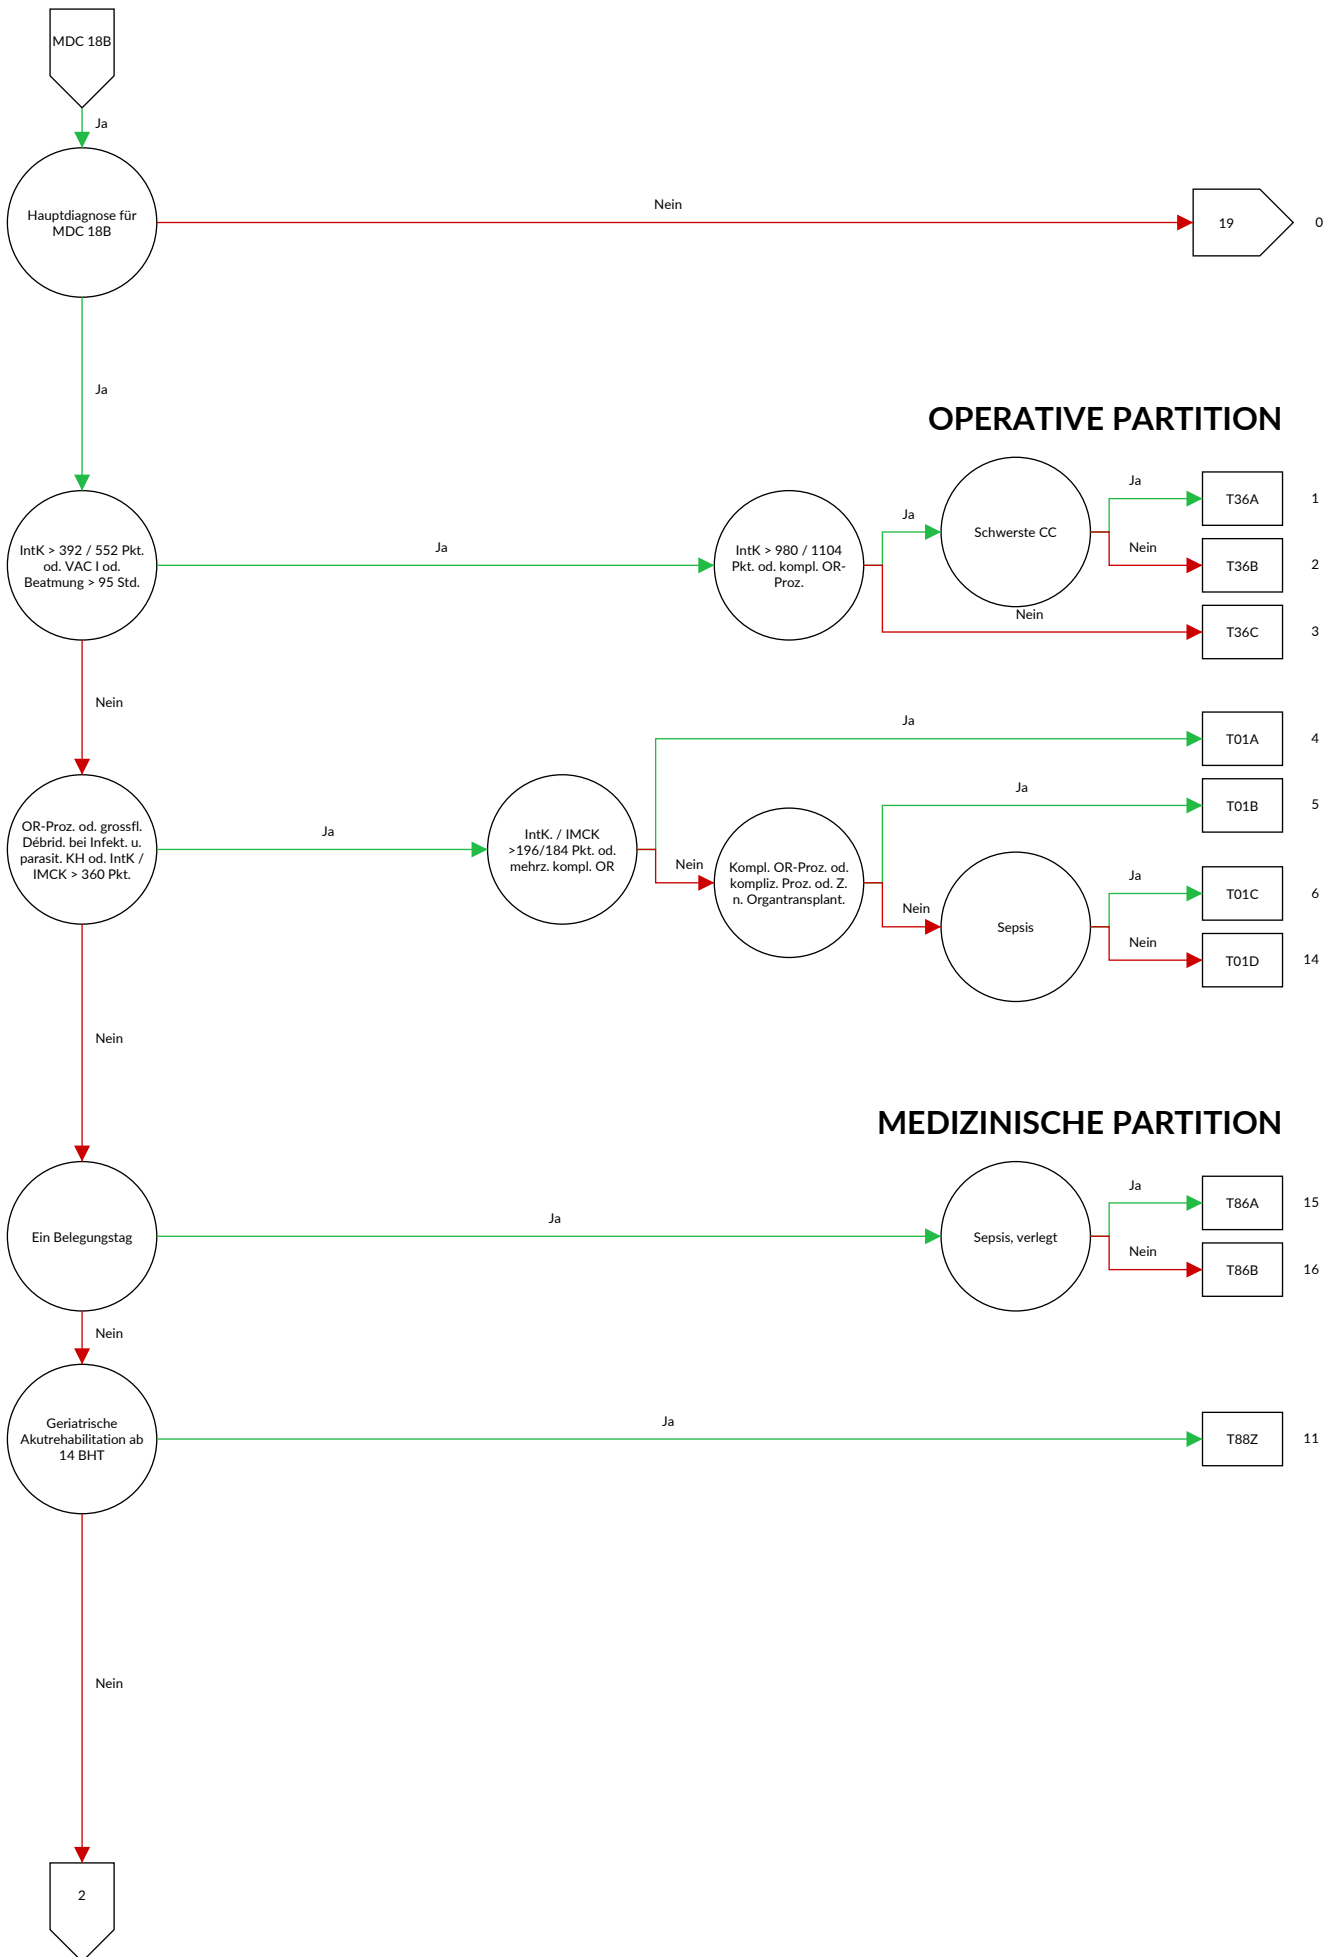 MDC 18B
Ja
Hauptdiagnose für
MDC 18B
Nein
19
0
Ja
OPERATIVE PARTITION
IntK > 392 / 552 Pkt.
od. VAC I od.
Beatmung > 95 Std.
Ja
IntK > 980 / 1104
Pkt. od. kompl. OR-
Proz.
Ja
Schwerste CC
Ja
T36A
1
Nein
T36B
2
Nein
T36C
3
Nein
OR-Proz. od. grossfl.
Débrid. bei Infekt. u.
parasit. KH od. IntK /
IMCK > 360 Pkt.
Ja
IntK. / IMCK
>196/184 Pkt. od.
mehrz. kompl. OR
Ja
T01A
4
Nein
Kompl. OR-Proz. od.
kompliz. Proz. od. Z.
n. Organtransplant.
Ja
T01B
5
Nein
Sepsis
Ja
T01C
6
Nein
T01D
14
Nein
MEDIZINISCHE PARTITION
Ein Belegungstag
Ja
Sepsis, verlegt
Ja
T86A
15
Nein
T86B
16
Nein
Geriatrische
Akutrehabilitation ab
14 BHT
Ja
T88Z
11
Nein
2